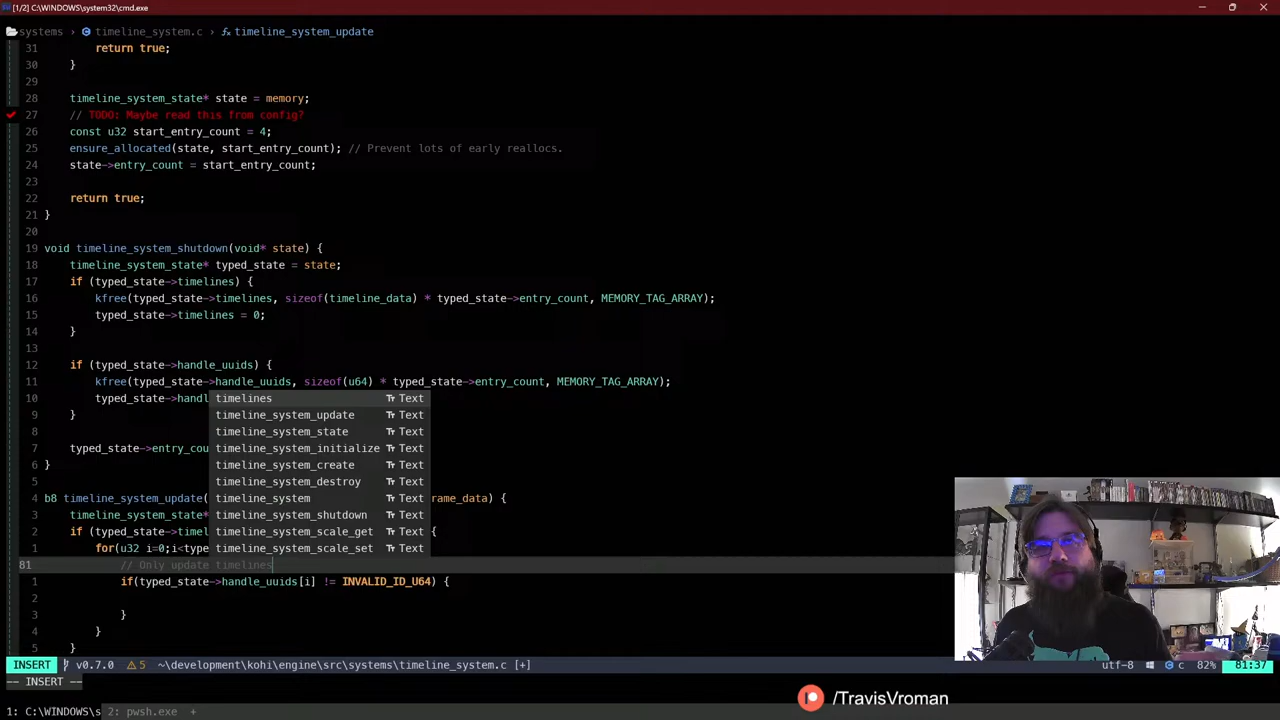 [1/2] C:\WINDOWS\system32\cmd.exe
systems > timeline_system.c > timeline_system_update
31 return true;
30 }
29
28 timeline_system_state* state = memory;
27 // TODO: Maybe read this from config?
26 const u32 start_entry_count = 4;
25 ensure_allocated(state, start_entry_count); // Prevent lots of early reallocs.
24 state->entry_count = start_entry_count;
23
22 return true;
21 }
20
19 void timeline_system_shutdown(void* state) {
18 timeline_system_state* typed_state = state;
17 if (typed_state->timelines) {
16 kfree(typed_state->timelines, sizeof(timeline_data) * typed_state->entry_count, MEMORY_TAG_ARRAY);
15 typed_state->timelines = 0;
14 }
13
12 if (typed_state->handle_uuids) {
11 kfree(typed_state->handle_uuids, sizeof(u64) * typed_state->entry_count, MEMORY_TAG_ARRAY);
10 typed_state->handl timelines Text
9 } timeline_system_update Text
8 timeline_system_state Text
7 typed_state->entry_cou timeline_system_initialize Text
6 } timeline_system_create Text
5 timeline_system_destroy Text
4 b8 timeline_system_update( timeline_system Text rame_data) {
3 timeline_system_state* timeline_system_shutdown Text
2 if (typed_state->timel timeline_system_scale_get Text {
1 for(u32 i=0;i<type timeline_system_scale_set Text
81 // Only update timelines
1 if(typed_state->handle_uuids[i] != INVALID_ID_U64) {
2
3 }
4 }
5 }
INSERT v0.7.0 5 ~\development\kohi\engine\src\systems\timeline_system.c [+] utf-8 c 82% 81:37
-- INSERT --
/TravisVroman
1: C:\WINDOWS\s 2: pwsh.exe +